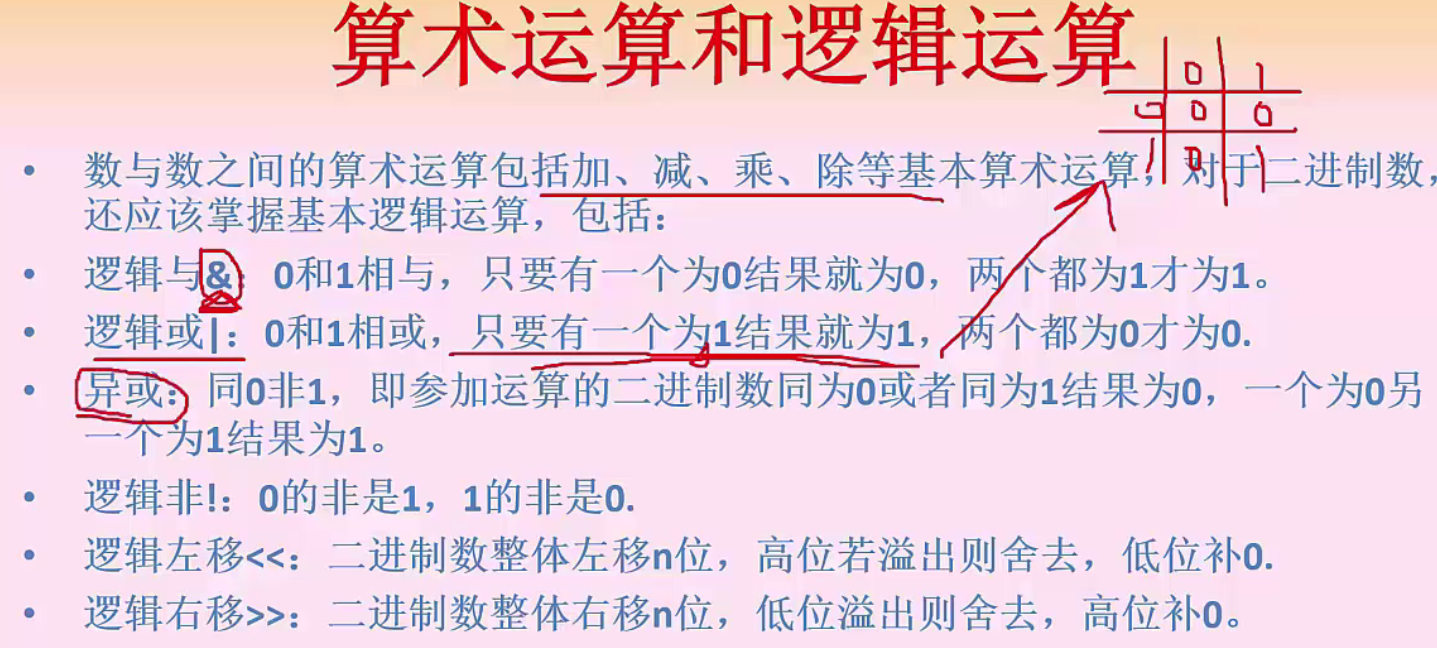 算术运算和逻辑运算
0 1
0 0 0
1 0 1
• 数与数之间的算术运算包括加、减、乘、除等基本算术运算，对于二进制数，
还应该掌握基本逻辑运算，包括：
• 逻辑与&：0和1相与，只要有一个为0结果就为0，两个都为1才为1。
• 逻辑或|：0和1相或，只要有一个为1结果就为1，两个都为0才为0.
• 异或：同0非1，即参加运算的二进制数同为0或者同为1结果为0，一个为0另
一个为1结果为1。
• 逻辑非!：0的非是1，1的非是0.
• 逻辑左移<<：二进制数整体左移n位，高位若溢出则舍去，低位补0.
• 逻辑右移>>：二进制数整体右移n位，低位溢出则舍去，高位补0。